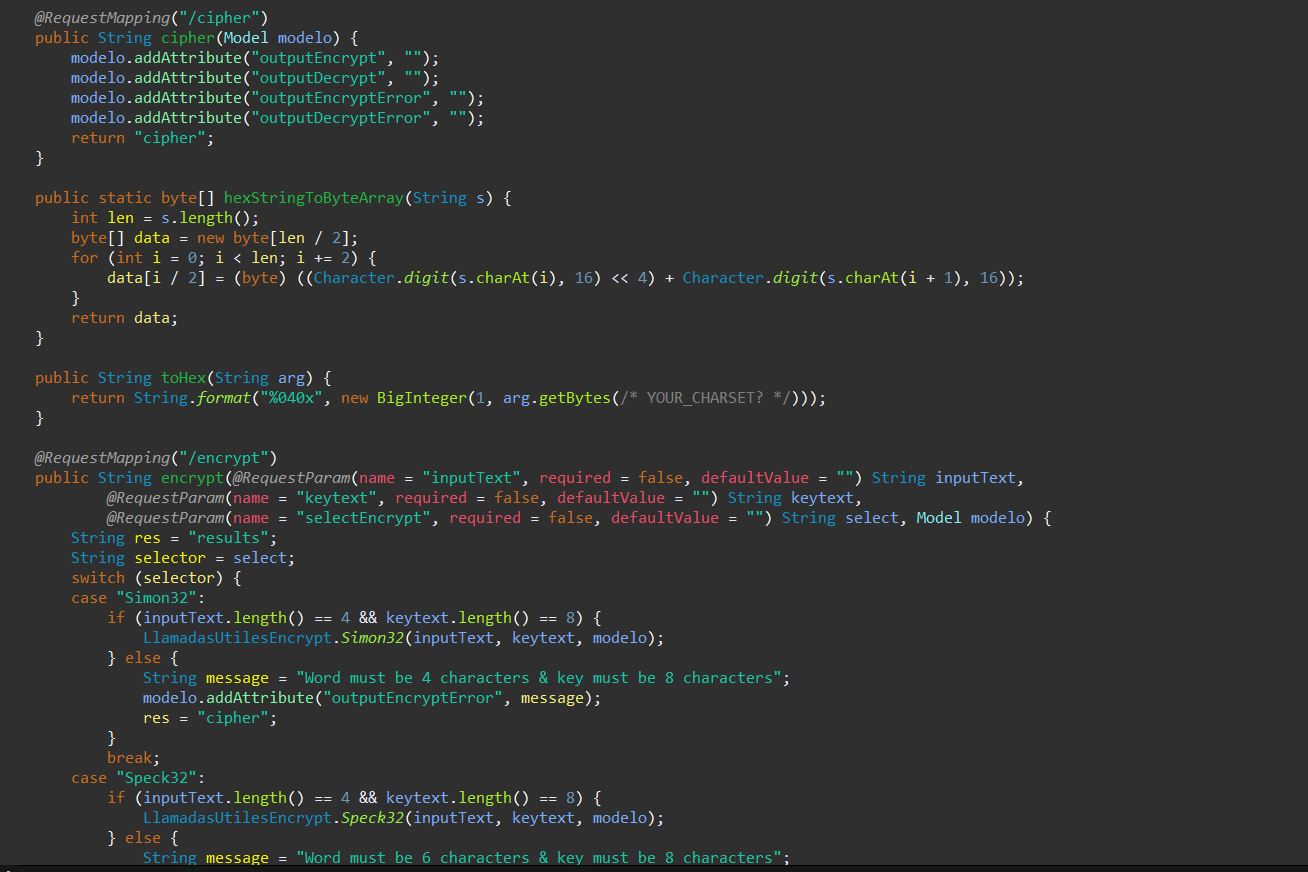 @RequestMapping("/cipher")
public String cipher(Model modelo) {
    modelo.addAttribute("outputEncrypt", "");
    modelo.addAttribute("outputDecrypt", "");
    modelo.addAttribute("outputEncryptError", "");
    modelo.addAttribute("outputDecryptError", "");
    return "cipher";
}
public static byte[] hexStringToByteArray(String s) {
    int len = s.length();
    byte[] data = new byte[len / 2];
    for (int i = 0; i < len; i += 2) {
        data[i / 2] = (byte) ((Character.digit(s.charAt(i), 16) << 4) + Character.digit(s.charAt(i + 1), 16));
    }
    return data;
}
public String toHex(String arg) {
    return String.format("%040x", new BigInteger(1, arg.getBytes(/* YOUR_CHARSET? */)));
}
@RequestMapping("/encrypt")
public String encrypt(@RequestParam(name = "inputText", required = false, defaultValue = "") String inputText,
        @RequestParam(name = "keytext", required = false, defaultValue = "") String keytext,
        @RequestParam(name = "selectEncrypt", required = false, defaultValue = "") String select, Model modelo) {
    String res = "results";
    String selector = select;
    switch (selector) {
    case "Simon32":
        if (inputText.length() == 4 && keytext.length() == 8) {
            LlamadasUtilesEncrypt.Simon32(inputText, keytext, modelo);
        } else {
            String message = "Word must be 4 characters & key must be 8 characters";
            modelo.addAttribute("outputEncryptError", message);
            res = "cipher";
        }
        break;
    case "Speck32":
        if (inputText.length() == 4 && keytext.length() == 8) {
            LlamadasUtilesEncrypt.Speck32(inputText, keytext, modelo);
        } else {
            String message = "Word must be 6 characters & key must be 8 characters";